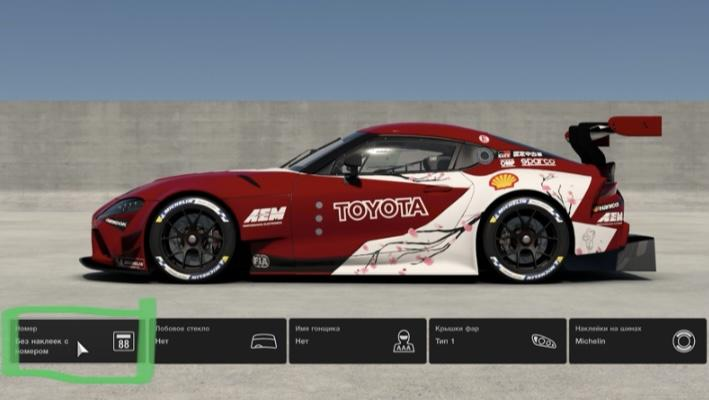 sparco
AEM
TOYOTA
AEM
FIA
MICHELIN
MICHELIN
Номер
Без наклеек с
номером
88
Лобовое стекло
Нет
Имя гонщика
Нет
AAA
Крышки фар
Тип 1
Наклейки на шинах
Michelin